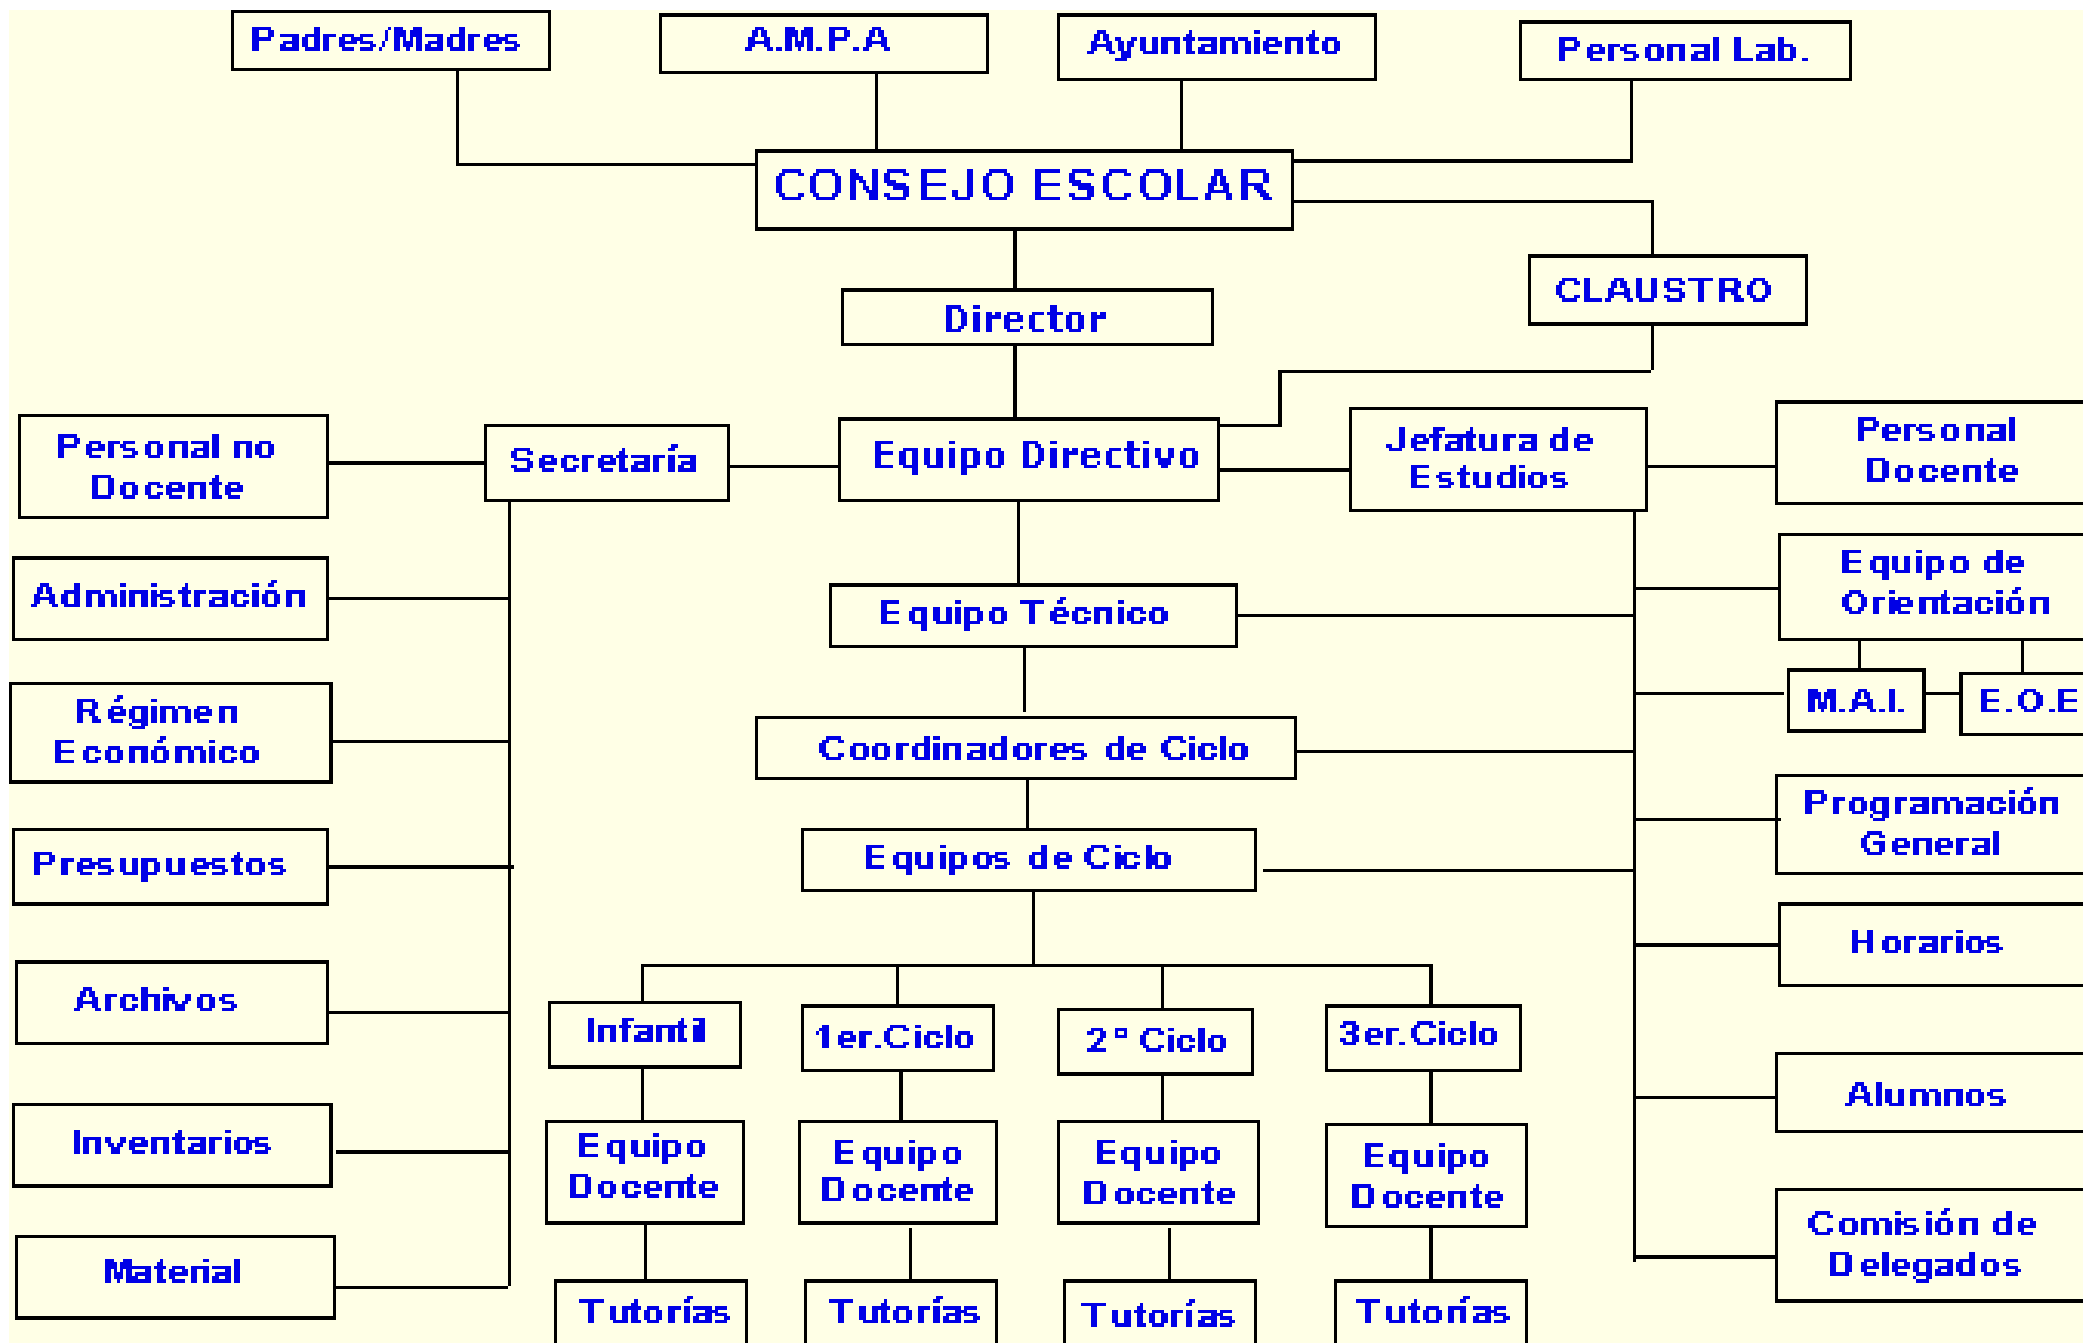 Padres/Madres
A.M.P.A
Ayuntamiento
Personal Lab.
CONSEJO ESCOLAR
CLAUSTRO
Director
Personal no
Docente
Secretaría
Equipo Directivo
Jefatura de
Estudios
Personal
Docente
Administración
Equipo Técnico
Equipo de
Orientación
Régimen
Económico
Coordinadores de Ciclo
M.A.I.
E.O.E
Presupuestos
Equipos de Ciclo
Programación
General
Archivos
Horarios
Infantil
1er.Ciclo
2º Ciclo
3er.Ciclo
Inventarios
Equipo
Docente
Equipo
Docente
Equipo
Docente
Equipo
Docente
Alumnos
Material
Tutorías
Tutorías
Tutorías
Tutorías
Comisión de
Delegados